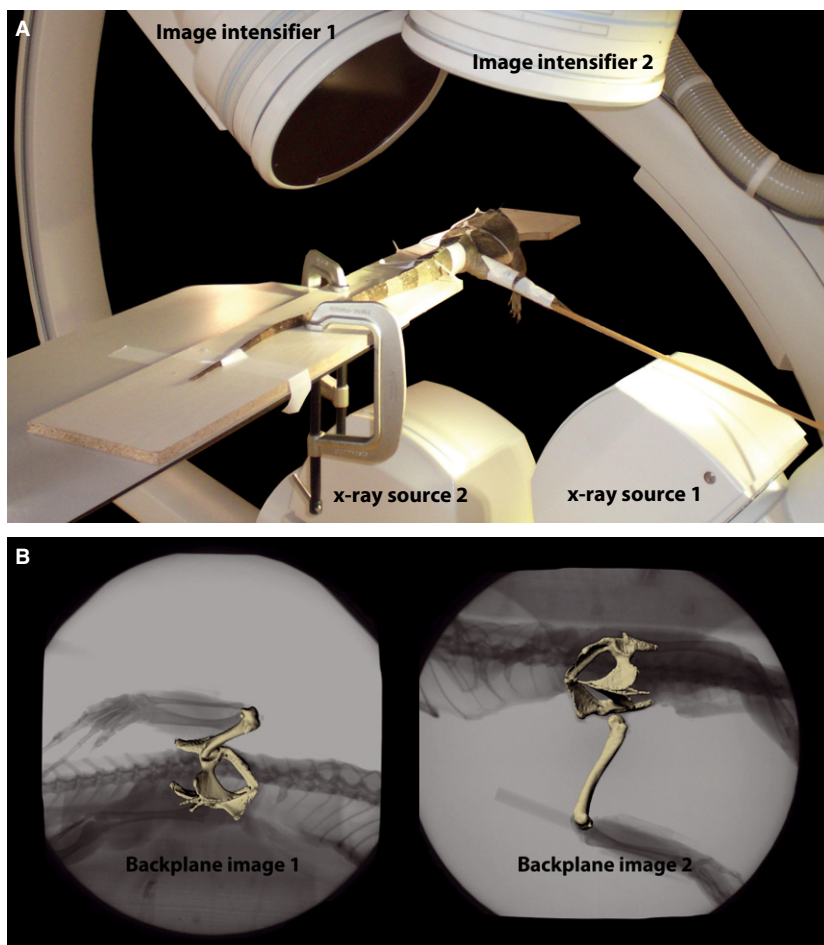 A
Image intensifier 1
Image intensifier 2
x-ray source 2
x-ray source 1
B
Backplane image 1
Backplane image 2